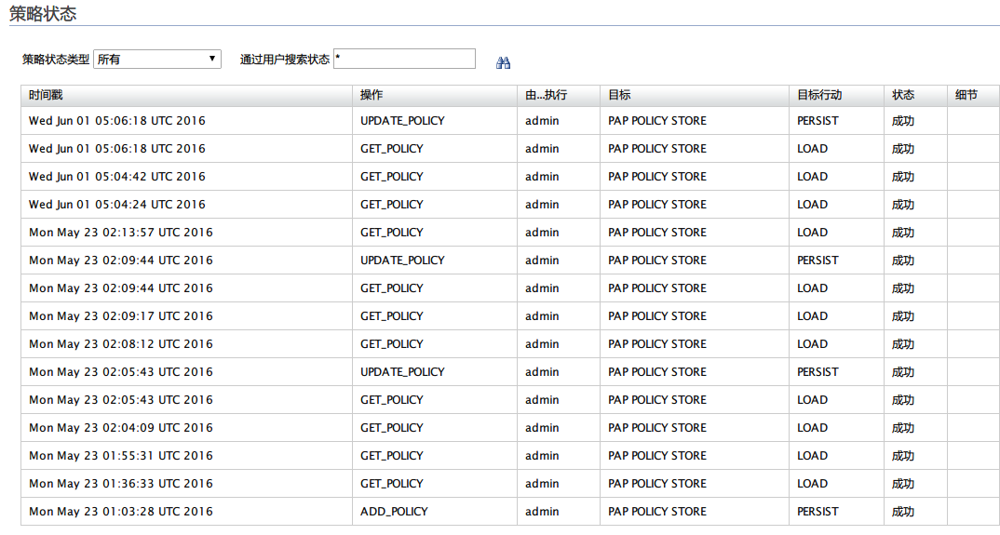 策略状态
策略状态类型 所有 通过用户搜索状态 *
时间戳 操作 由...执行 目标 目标行动 状态 细节
Wed Jun 01 05:06:18 UTC 2016 UPDATE_POLICY admin PAP POLICY STORE PERSIST 成功
Wed Jun 01 05:06:18 UTC 2016 GET_POLICY admin PAP POLICY STORE LOAD 成功
Wed Jun 01 05:04:42 UTC 2016 GET_POLICY admin PAP POLICY STORE LOAD 成功
Wed Jun 01 05:04:24 UTC 2016 GET_POLICY admin PAP POLICY STORE LOAD 成功
Mon May 23 02:13:57 UTC 2016 GET_POLICY admin PAP POLICY STORE LOAD 成功
Mon May 23 02:09:44 UTC 2016 UPDATE_POLICY admin PAP POLICY STORE PERSIST 成功
Mon May 23 02:09:44 UTC 2016 GET_POLICY admin PAP POLICY STORE LOAD 成功
Mon May 23 02:09:17 UTC 2016 GET_POLICY admin PAP POLICY STORE LOAD 成功
Mon May 23 02:08:12 UTC 2016 GET_POLICY admin PAP POLICY STORE LOAD 成功
Mon May 23 02:05:43 UTC 2016 UPDATE_POLICY admin PAP POLICY STORE PERSIST 成功
Mon May 23 02:05:43 UTC 2016 GET_POLICY admin PAP POLICY STORE LOAD 成功
Mon May 23 02:04:09 UTC 2016 GET_POLICY admin PAP POLICY STORE LOAD 成功
Mon May 23 01:55:31 UTC 2016 GET_POLICY admin PAP POLICY STORE LOAD 成功
Mon May 23 01:36:33 UTC 2016 GET_POLICY admin PAP POLICY STORE LOAD 成功
Mon May 23 01:03:28 UTC 2016 ADD_POLICY admin PAP POLICY STORE PERSIST 成功